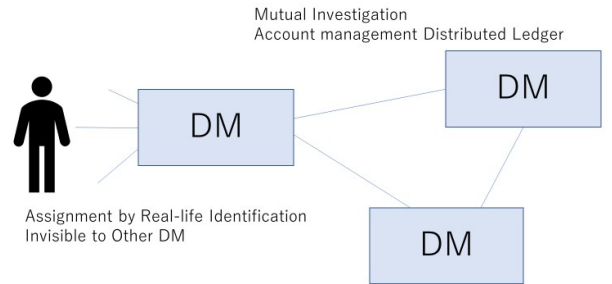 Mutual Investigation
Account management Distributed Ledger
DM
DM
Assignment by Real-life Identification
Invisible to Other DM
DM